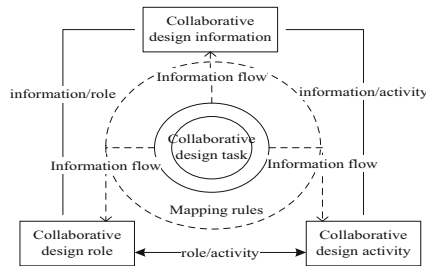 Collaborative
design information
Information flow
information/role
information/activity
Collaborative
design task
Information flow
Information flow
Mapping rules
Collaborative
design role
role/activity
Collaborative
design activity